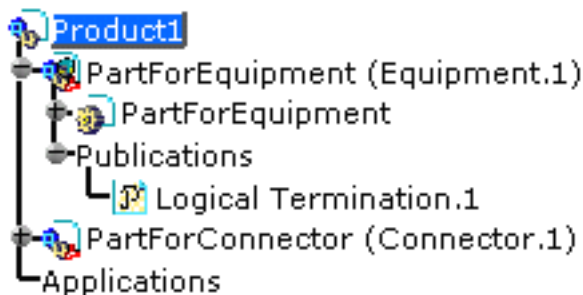 Product1
PartForEquipment (Equipment.1)
PartForEquipment
Publications
Logical Termination.1
PartForConnector (Connector.1)
Applications